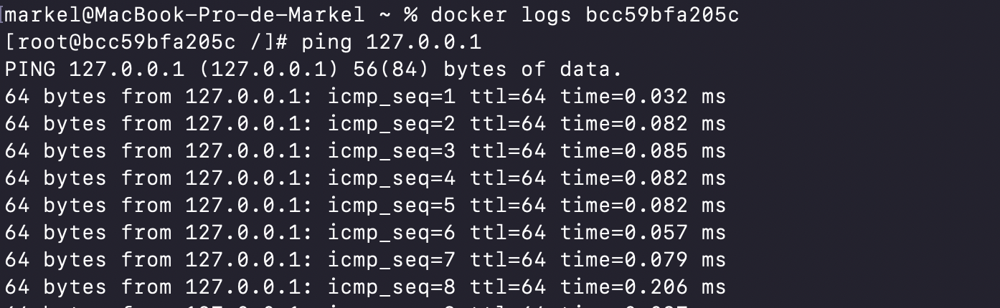 markel@MacBook-Pro-de-Markel ~ % docker logs bcc59bfa205c
[root@bcc59bfa205c /]# ping 127.0.0.1
PING 127.0.0.1 (127.0.0.1) 56(84) bytes of data.
64 bytes from 127.0.0.1: icmp_seq=1 ttl=64 time=0.032 ms
64 bytes from 127.0.0.1: icmp_seq=2 ttl=64 time=0.082 ms
64 bytes from 127.0.0.1: icmp_seq=3 ttl=64 time=0.085 ms
64 bytes from 127.0.0.1: icmp_seq=4 ttl=64 time=0.082 ms
64 bytes from 127.0.0.1: icmp_seq=5 ttl=64 time=0.082 ms
64 bytes from 127.0.0.1: icmp_seq=6 ttl=64 time=0.057 ms
64 bytes from 127.0.0.1: icmp_seq=7 ttl=64 time=0.079 ms
64 bytes from 127.0.0.1: icmp_seq=8 ttl=64 time=0.206 ms